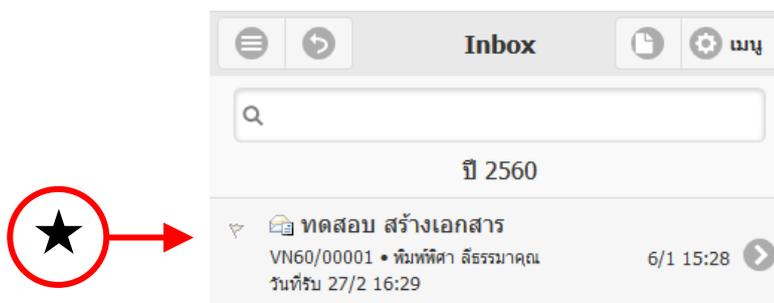 Inbox
เมนู
ปี 2560
ทดสอบ สร้างเอกสาร
VN60/00001 • พิมพ์พิศา ลีธรรมาคุณ
6/1 15:28
วันที่รับ 27/2 16:29